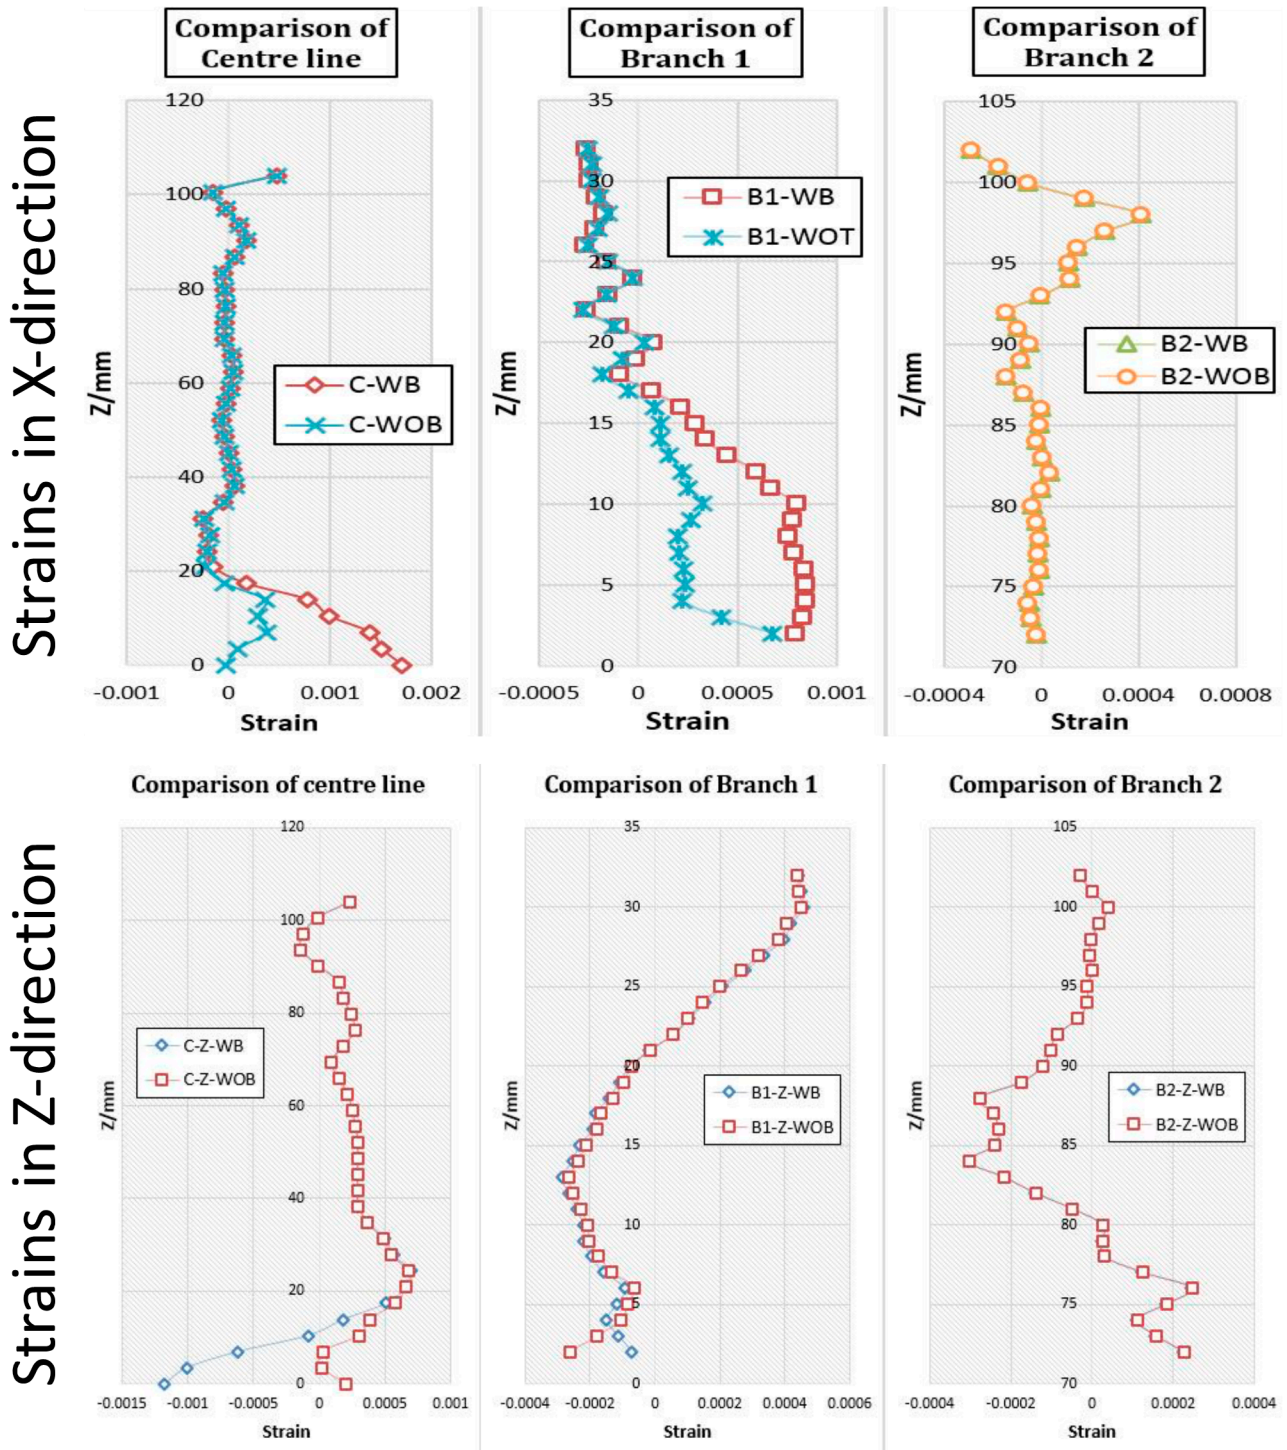 Strains in X-direction
Comparison of
Centre line
120
100
80
60
40
20
0
-0.001
0
0.001
0.002
Z/mm
Strain
C-WB
C-WOB
Comparison of
Branch 1
35
30
25
20
15
10
5
0
-0.0005
0
0.0005
0.001
Z/mm
Strain
B1-WB
B1-WOT
Comparison of
Branch 2
105
100
95
90
85
80
75
70
-0.0004
0
0.0004
0.0008
Z/mm
Strain
B2-WB
B2-WOB
Strains in Z-direction
Comparison of centre line
120
100
80
60
40
20
0
-0.0015
-0.001
-0.0005
0
0.0005
0.001
Z/mm
Strain
C-Z-WB
C-Z-WOB
Comparison of Branch 1
35
30
25
20
15
10
5
0
-0.0004
-0.0002
0
0.0002
0.0004
0.0006
Z/mm
Strain
B1-Z-WB
B1-Z-WOB
Comparison of Branch 2
105
100
95
90
85
80
75
70
-0.0004
-0.0002
0
0.0002
0.0004
Z/mm
Strain
B2-Z-WB
B2-Z-WOB